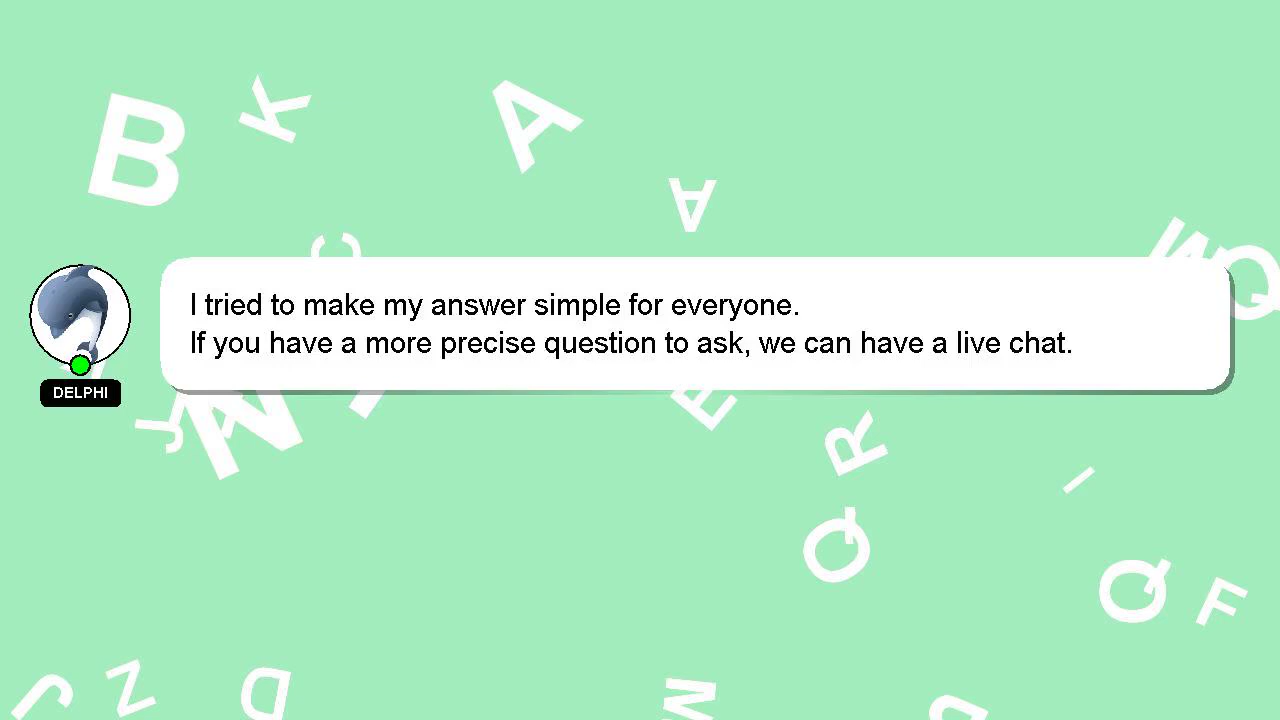 B
K
A
A
C
M
Q
I tried to make my answer simple for everyone.
If you have a more precise question to ask, we can have a live chat.
DELPHI
N
E
R
I
Q
Q
F
J
Z
D
M